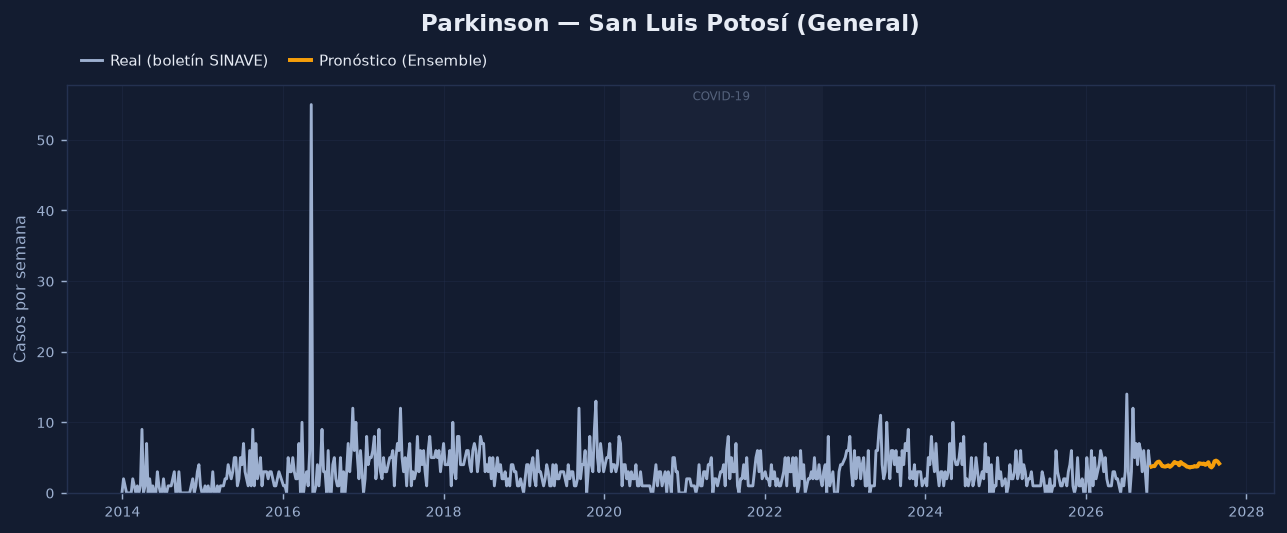 Parkinson — San Luis Potosí (General)
Real (boletín SINAVE)
Pronóstico (Ensemble)
COVID-19
Casos por semana
50
40
30
20
10
0
2014
2016
2018
2020
2022
2024
2026
2028